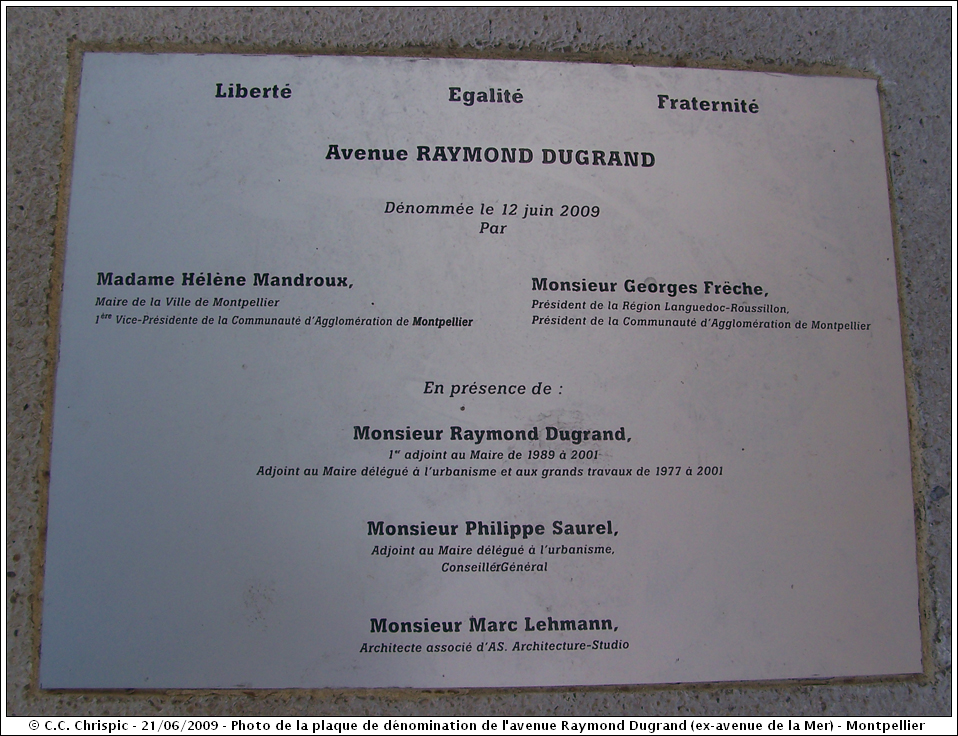 Liberté Egalité Fraternité
Avenue RAYMOND DUGRAND
Dénommée le 12 juin 2009
Par
Madame Hélène Mandroux,
Maire de la Ville de Montpellier
1ère Vice-Présidente de la Communauté d'Agglomération de Montpellier
Monsieur Georges Frêche,
Président de la Région Languedoc-Roussillon,
Président de la Communauté d'Agglomération de Montpellier
En présence de :
Monsieur Raymond Dugrand,
1er adjoint au Maire de 1989 à 2001
Adjoint au Maire délégué à l'urbanisme et aux grands travaux de 1977 à 2001
Monsieur Philippe Saurel,
Adjoint au Maire délégué à l'urbanisme,
Conseiller Général
Monsieur Marc Lehmann,
Architecte associé d'AS. Architecture-Studio
© C.C. Chrispic - 21/06/2009 - Photo de la plaque de dénomination de l'avenue Raymond Dugrand (ex-avenue de la Mer) - Montpellier